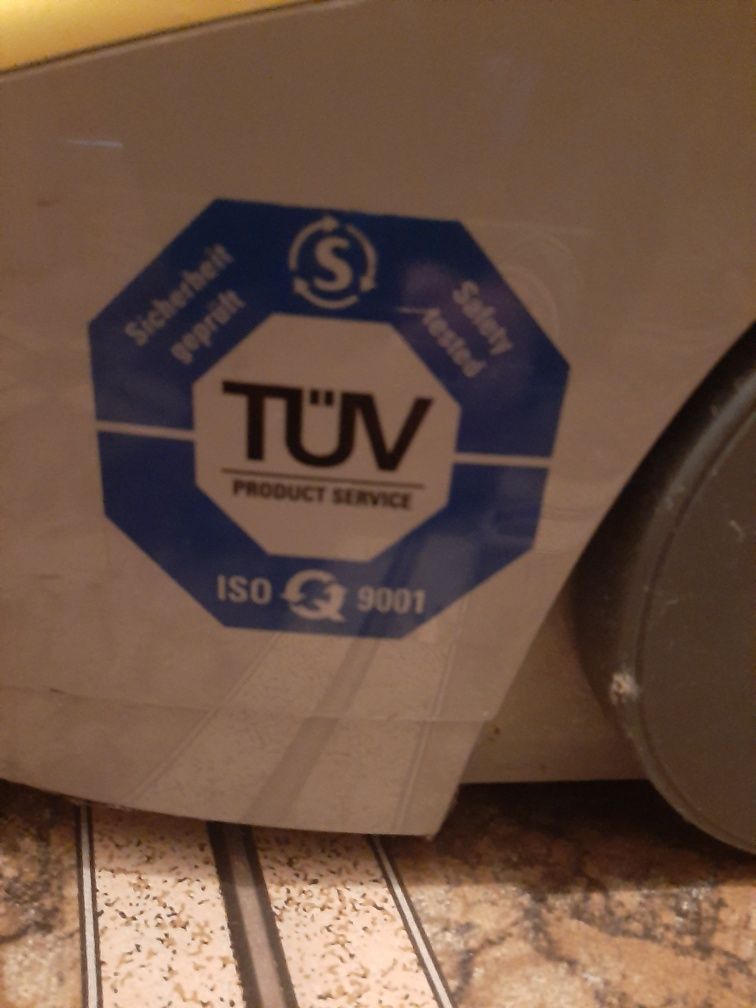 S
Sicherheit
geprüft
Safety
tested
TÜV
PRODUCT SERVICE
ISO Q 9001